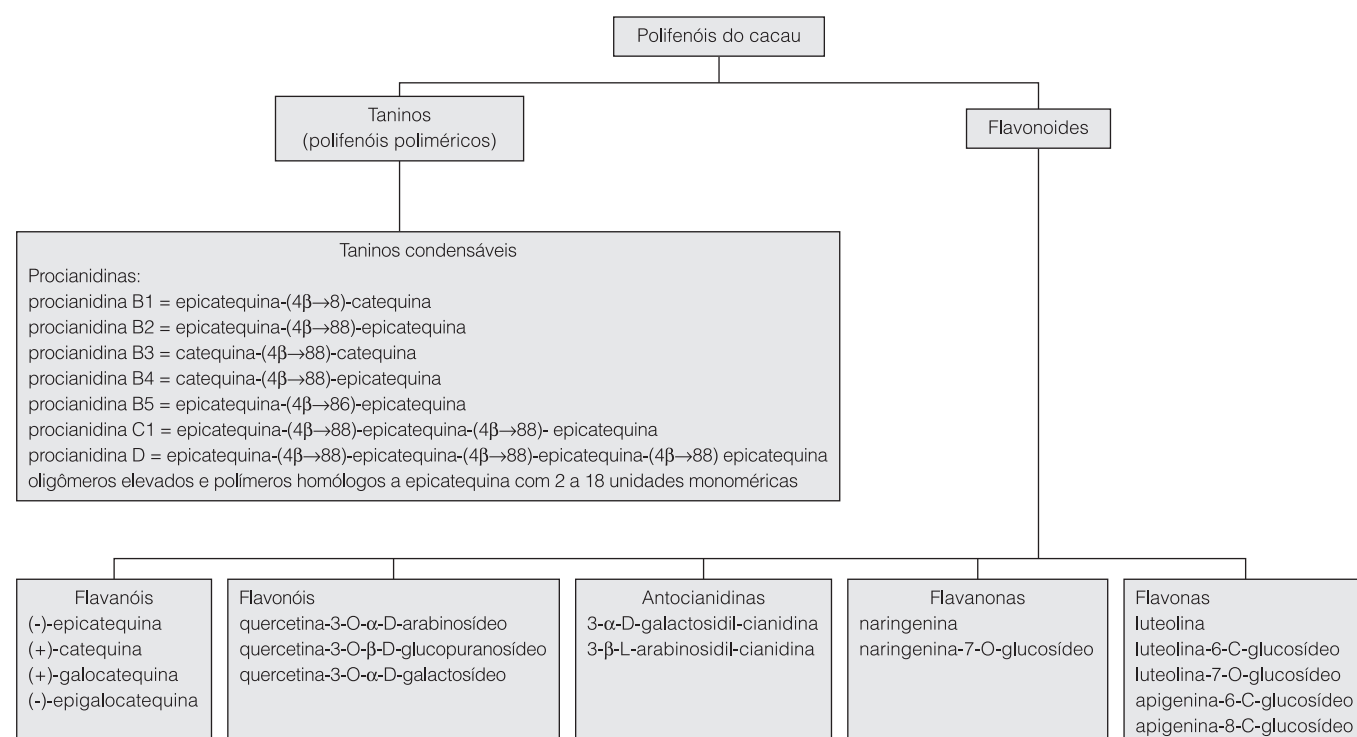 Polifenóis do cacau
Taninos
(polifenóis poliméricos)
Flavonoides
Taninos condensáveis
Procianidinas:
procianidina B1 = epicatequina-(4β→8)-catequina
procianidina B2 = epicatequina-(4β→88)-epicatequina
procianidina B3 = catequina-(4β→88)-catequina
procianidina B4 = catequina-(4β→88)-epicatequina
procianidina B5 = epicatequina-(4β→86)-epicatequina
procianidina C1 = epicatequina-(4β→88)-epicatequina-(4β→88)- epicatequina
procianidina D = epicatequina-(4β→88)-epicatequina-(4β→88)-epicatequina-(4β→88) epicatequina
oligômeros elevados e polímeros homólogos a epicatequina com 2 a 18 unidades monoméricas
Flavanóis
(-)-epicatequina
(+)-catequina
(+)-galocatequina
(-)-epigalocatequina
Flavonóis
quercetina-3-O-α-D-arabinosídeo
quercetina-3-O-β-D-glucopuranosídeo
quercetina-3-O-α-D-galactosídeo
Antocianidinas
3-α-D-galactosidil-cianidina
3-β-L-arabinosidil-cianidina
Flavanonas
naringenina
naringenina-7-O-glucosídeo
Flavonas
luteolina
luteolina-6-C-glucosídeo
luteolina-7-O-glucosídeo
apigenina-6-C-glucosídeo
apigenina-8-C-glucosídeo